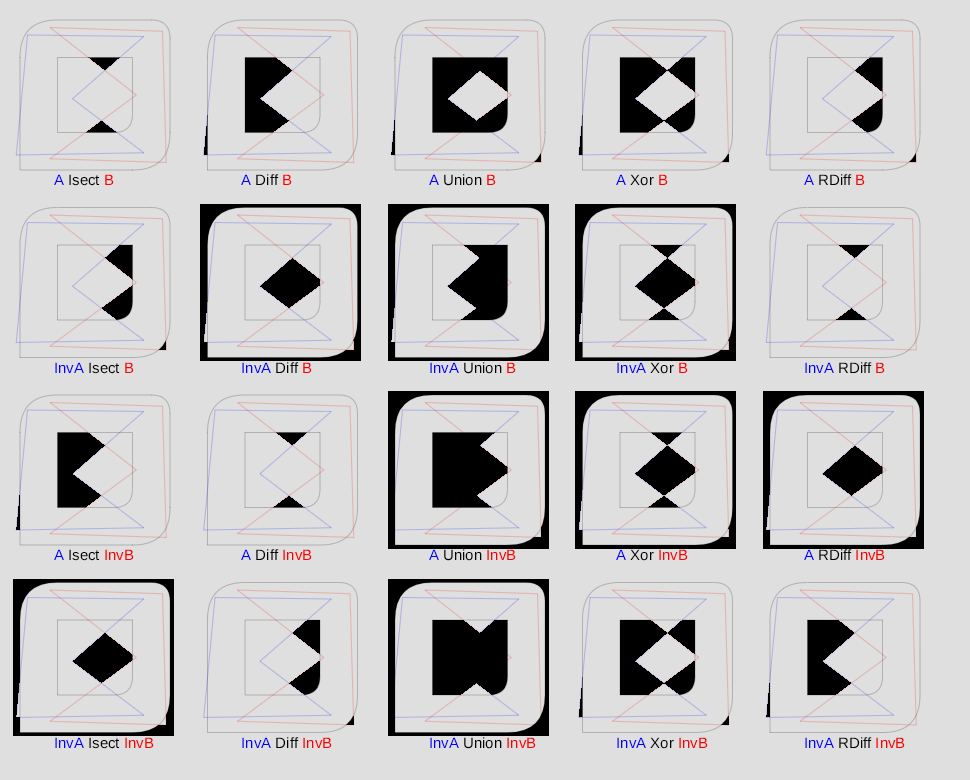 A Isect B
A Diff B
A Union B
A Xor B
A RDiff B
InvA Isect B
InvA Diff B
InvA Union B
InvA Xor B
InvA RDiff B
A Isect InvB
A Diff InvB
A Union InvB
A Xor InvB
A RDiff InvB
InvA Isect InvB
InvA Diff InvB
InvA Union InvB
InvA Xor InvB
InvA RDiff InvB